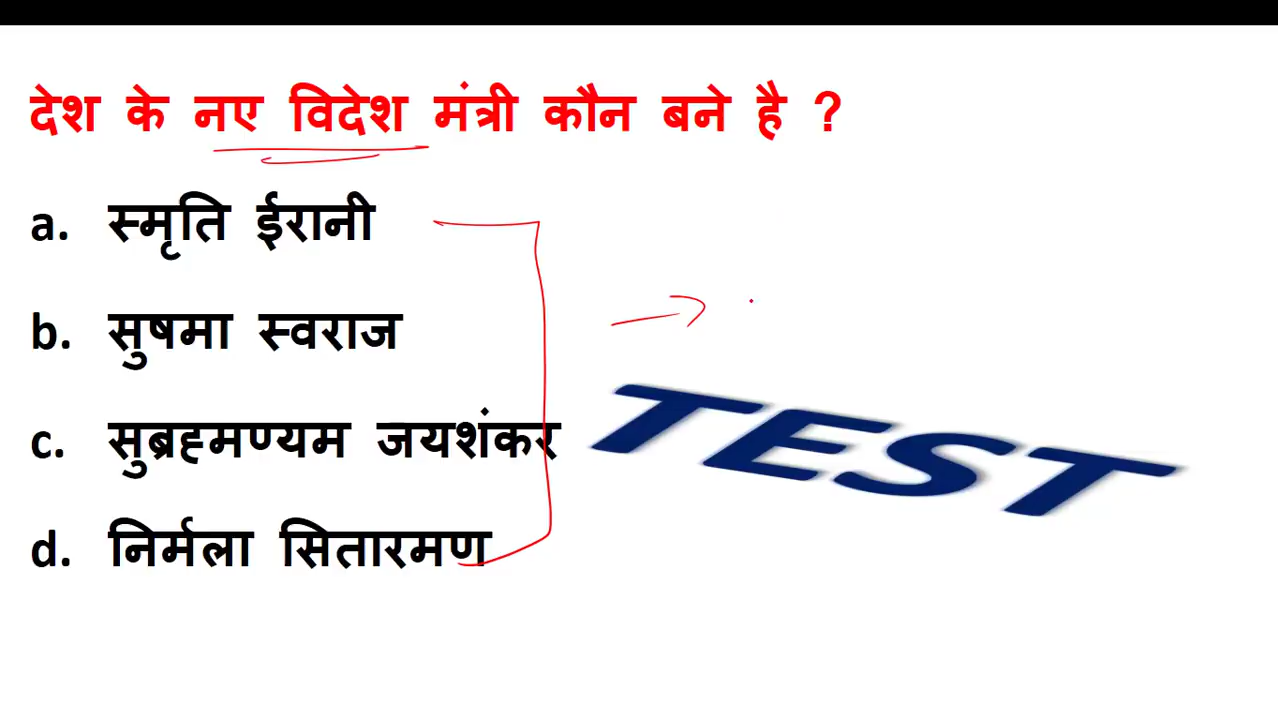 देश के नए विदेश मंत्री कौन बने है ?
a. स्मृति ईरानी
b. सुषमा स्वराज
c. सुब्रह्मण्यम जयशंकर
d. निर्मला सितारमण
TEST